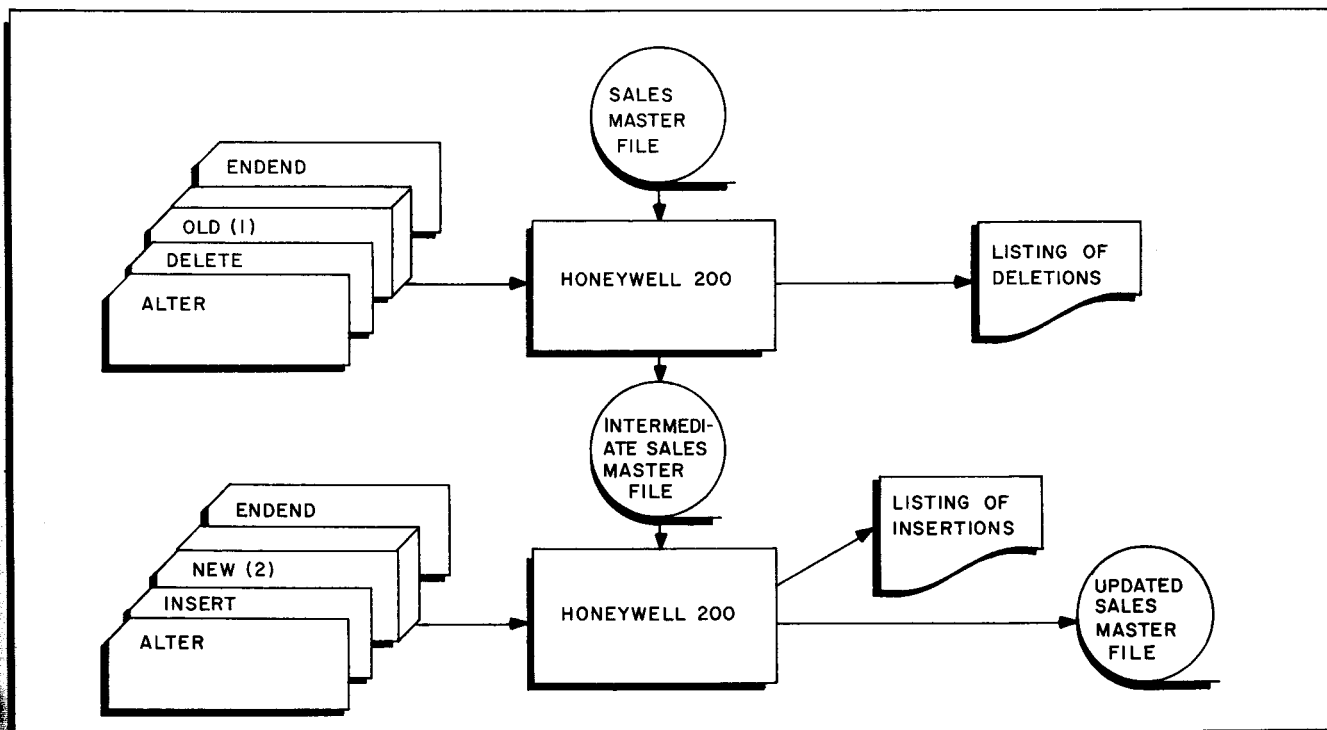 SALES
MASTER
FILE
ENDEND
OLD (1)
DELETE
ALTER
HONEYWELL 200
LISTING OF
DELETIONS
INTERMEDI-
ATE SALES
MASTER
FILE
ENDEND
NEW (2)
INSERT
ALTER
HONEYWELL 200
LISTING OF
INSERTIONS
UPDATED
SALES
MASTER
FILE